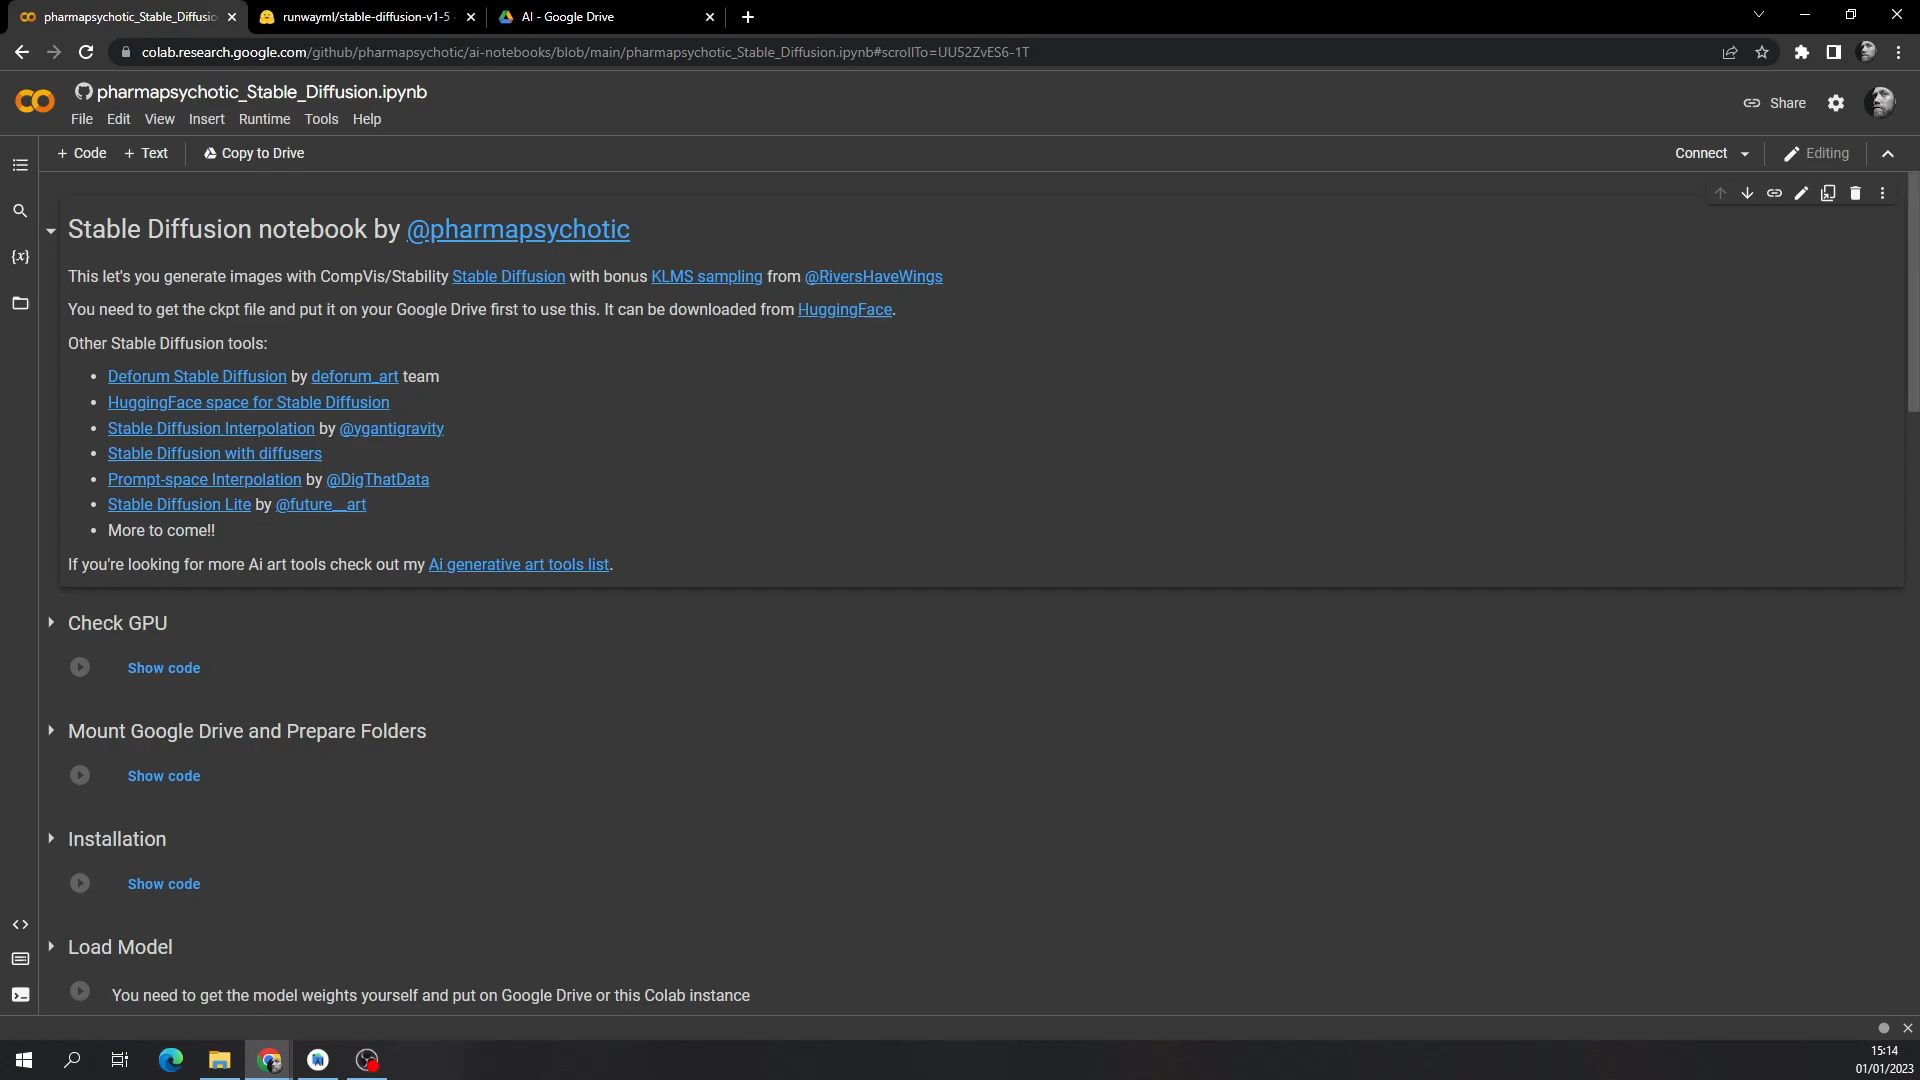 pharmapsychotic_Stable_Diffusio
runwayml/stable-diffusion-v1-5
AI - Google Drive
colab.research.google.com/github/pharmapsychotic/ai-notebooks/blob/main/pharmapsychotic_Stable_Diffusion.ipynb#scrollTo=UU52ZvES6-1T
pharmapsychotic_Stable_Diffusion.ipynb
Share
File Edit View Insert Runtime Tools Help
+ Code + Text Copy to Drive
Connect Editing
{x}
Stable Diffusion notebook by @pharmapsychotic
This let's you generate images with CompVis/Stability Stable Diffusion with bonus KLMS sampling from @RiversHaveWings
You need to get the ckpt file and put it on your Google Drive first to use this. It can be downloaded from HuggingFace.
Other Stable Diffusion tools:
• Deforum Stable Diffusion by deforum_art team
• HuggingFace space for Stable Diffusion
• Stable Diffusion Interpolation by @ygantigravity
• Stable Diffusion with diffusers
• Prompt-space Interpolation by @DigThatData
• Stable Diffusion Lite by @future__art
• More to come!!
If you're looking for more Ai art tools check out my Ai generative art tools list.
Check GPU
Show code
Mount Google Drive and Prepare Folders
Show code
Installation
Show code
Load Model
You need to get the model weights yourself and put on Google Drive or this Colab instance
15:14
01/01/2023